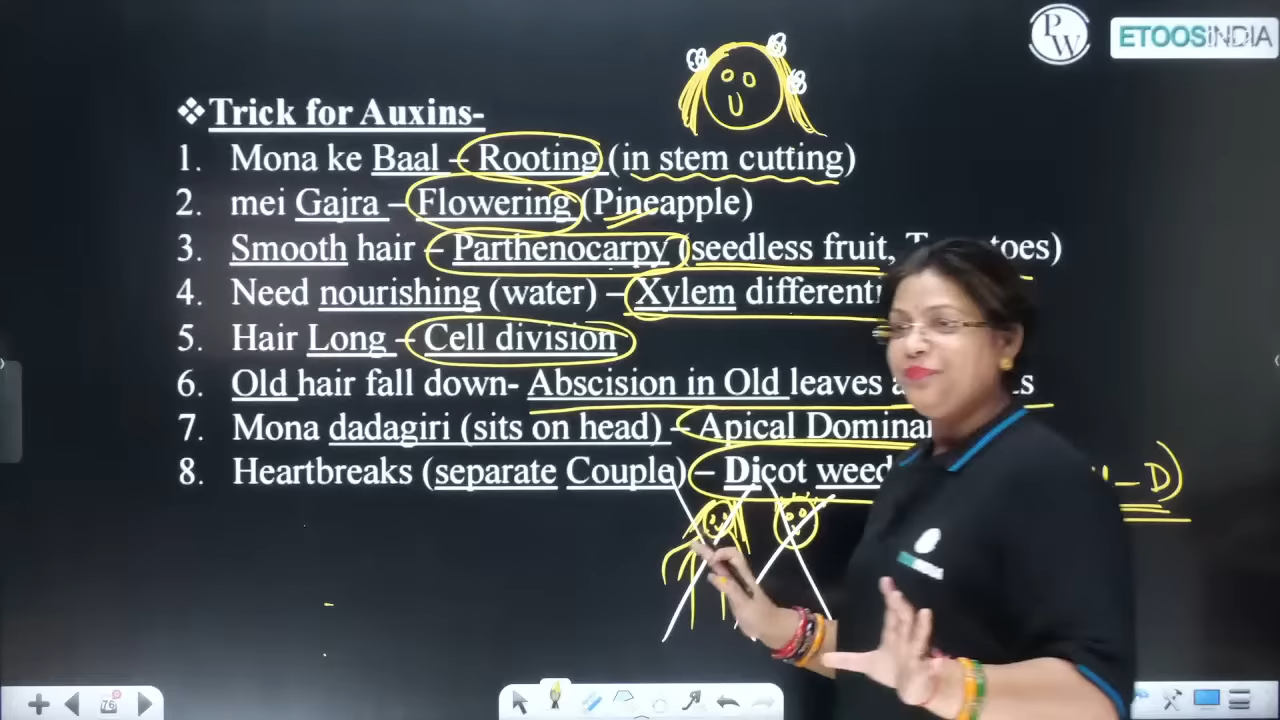 PW
ETOOSINDIA
❖Trick for Auxins-
1. Mona ke Baal – Rooting (in stem cutting)
2. mei Gajra – Flowering (Pineapple)
3. Smooth hair – Parthenocarpy (seedless fruit,
4. Need nourishing (water) – Xylem
5. Hair Long – Cell division
6. Old hair fall down- Abscision in Old leaves
7. Mona dadagiri (sits on head) – Apical
8. Heartbreaks (separate Couple) – Dicot – D)
76